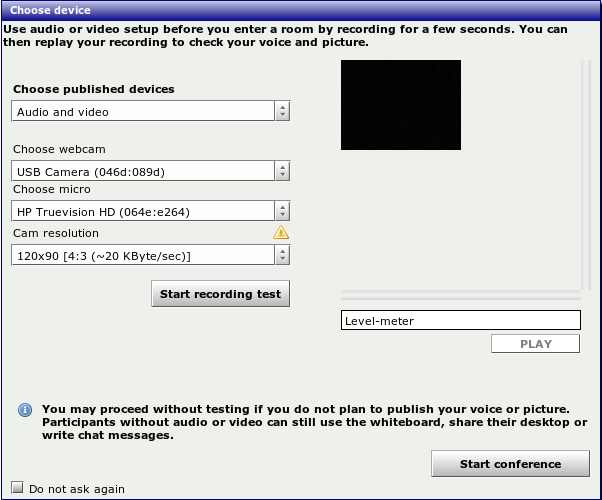 Choose device
Use audio or video setup before you enter a room by recording for a few seconds. You can
then replay your recording to check your voice and picture.
Choose published devices
Audio and video
Choose webcam
USB Camera (046d:089d)
Choose micro
HP Truevision HD (064e:e264)
Cam resolution
120x90 [4:3 (~20 KByte/sec)]
Start recording test
Level-meter
PLAY
You may proceed without testing if you do not plan to publish your voice or picture.
Participants without audio or video can still use the whiteboard, share their desktop or
write chat messages.
Start conference
Do not ask again